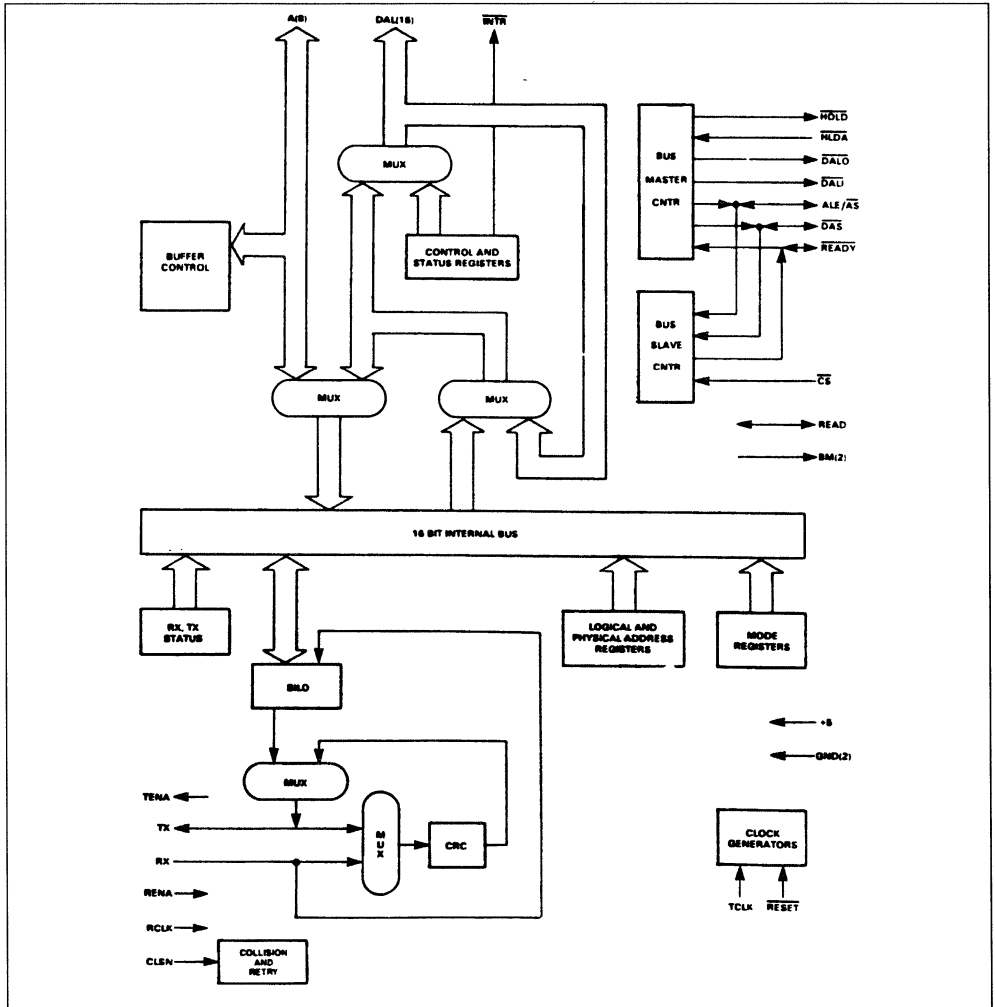 A(8)
DAL(16)
INTR
MUX
CONTROL AND
STATUS REGISTERS
BUFFER
CONTROL
MUX
MUX
BUS
MASTER
CNTR
HOLD
HLDA
DALO
DALI
ALE/AS
DAS
READY
BUS
SLAVE
CNTR
CS
READ
BM(2)
16 BIT INTERNAL BUS
RX, TX
STATUS
LOGICAL AND
PHYSICAL ADDRESS
REGISTERS
MODE
REGISTERS
SILO
MUX
MUX
CRC
TENA
TX
RX
RENA
RCLK
CLSN
COLLISION
AND
RETRY
+5
GND(2)
CLOCK
GENERATORS
TCLK
RESET